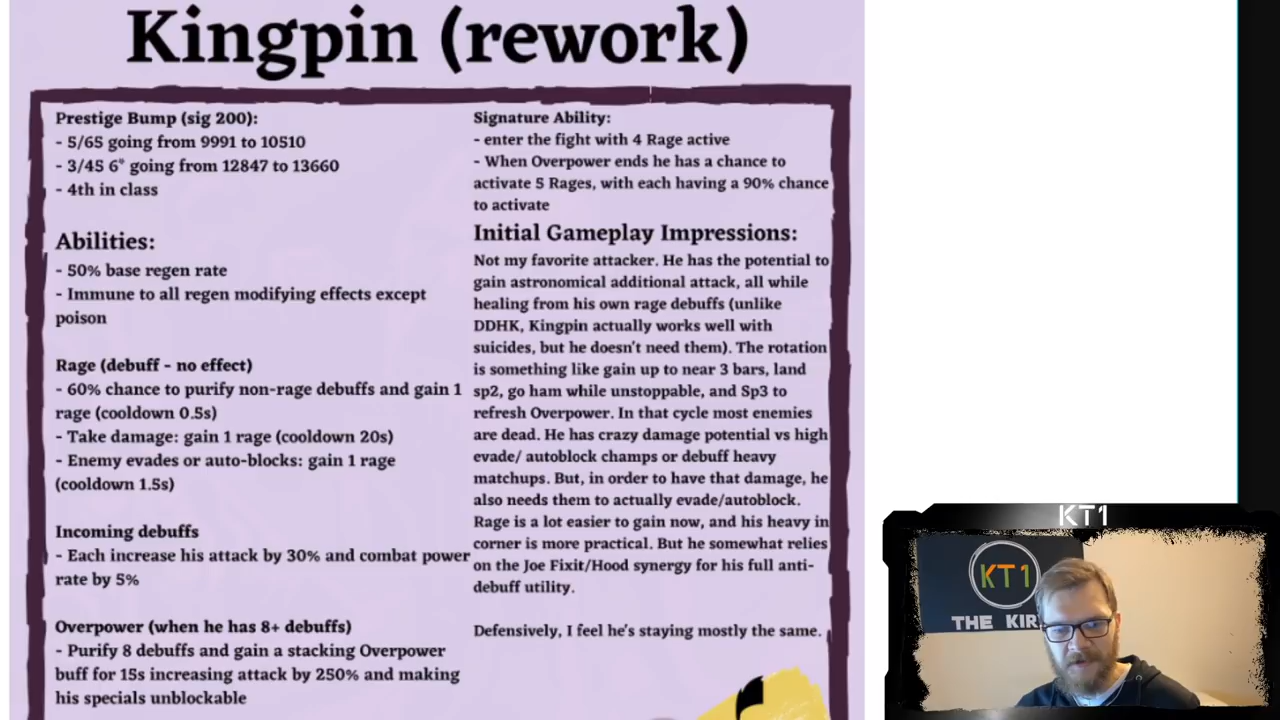 Kingpin (rework)
Prestige Bump (sig 200):
- 5/65 going from 9991 to 10510
- 3/45 6* going from 12847 to 13660
- 4th in class
Abilities:
- 50% base regen rate
- Immune to all regen modifying effects except
poison
Rage (debuff - no effect)
- 60% chance to purify non-rage debuffs and gain 1
rage (cooldown 0.5s)
- Take damage: gain 1 rage (cooldown 20s)
- Enemy evades or auto-blocks: gain 1 rage
(cooldown 1.5s)
Incoming debuffs
- Each increase his attack by 30% and combat power
rate by 5%
Overpower (when he has 8+ debuffs)
- Purify 8 debuffs and gain a stacking Overpower
buff for 15s increasing attack by 250% and making
his specials unblockable
Signature Ability:
- enter the fight with 4 Rage active
- When Overpower ends he has a chance to
activate 5 Rages, with each having a 90% chance
to activate
Initial Gameplay Impressions:
Not my favorite attacker. He has the potential to
gain astronomical additional attack, all while
healing from his own rage debuffs (unlike
DDHK, Kingpin actually works well with
suicides, but he doesn't need them). The rotation
is something like gain up to near 3 bars, land
sp2, go ham while unstoppable, and Sp3 to
refresh Overpower. In that cycle most enemies
are dead. He has crazy damage potential vs high
evade/ autoblock champs or debuff heavy
matchups. But, in order to have that damage, he
also needs them to actually evade/autoblock.
Rage is a lot easier to gain now, and his heavy in
corner is more practical. But he somewhat relies
on the Joe Fixit/Hood synergy for his full anti-
debuff utility.
Defensively, I feel he's staying mostly the same.
KT1
KT1
THE KIR